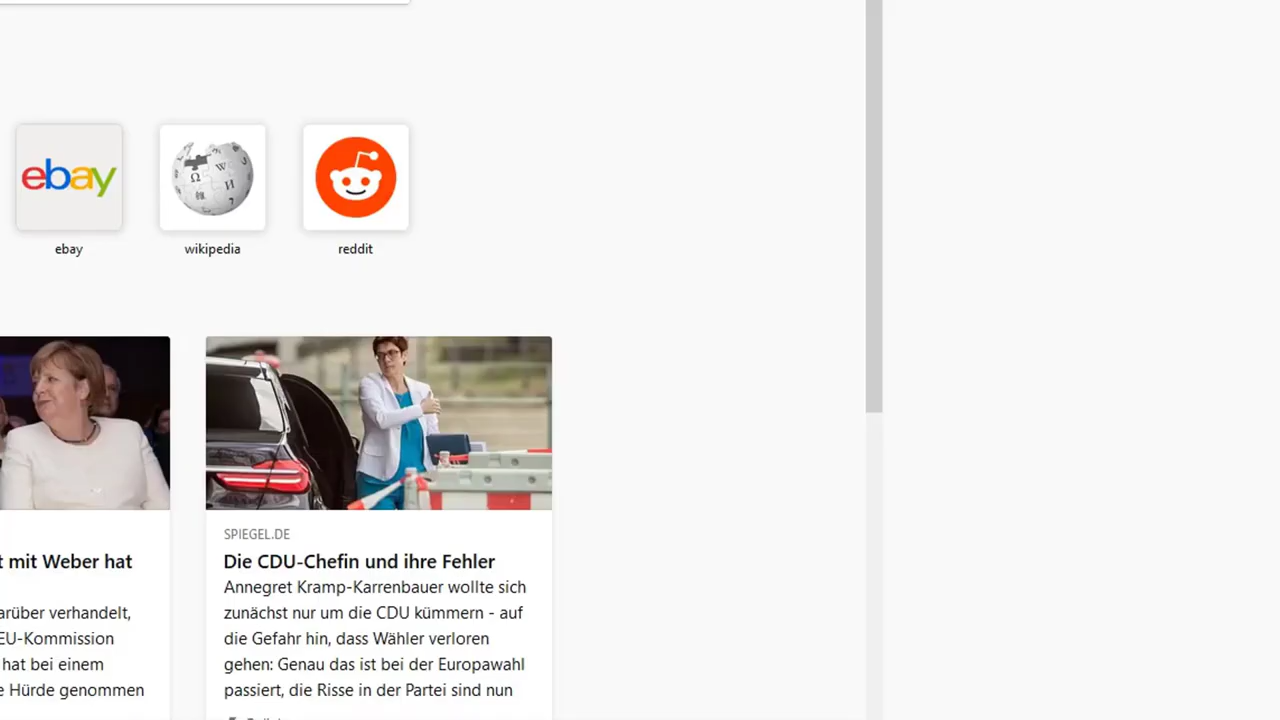 ebay
ebay
wikipedia
reddit
t mit Weber hat
arüber verhandelt,
EU-Kommission
hat bei einem
e Hürde genommen
SPIEGEL.DE
Die CDU-Chefin und ihre Fehler
Annegret Kramp-Karrenbauer wollte sich
zunächst nur um die CDU kümmern - auf
die Gefahr hin, dass Wähler verloren
gehen: Genau das ist bei der Europawahl
passiert, die Risse in der Partei sind nun